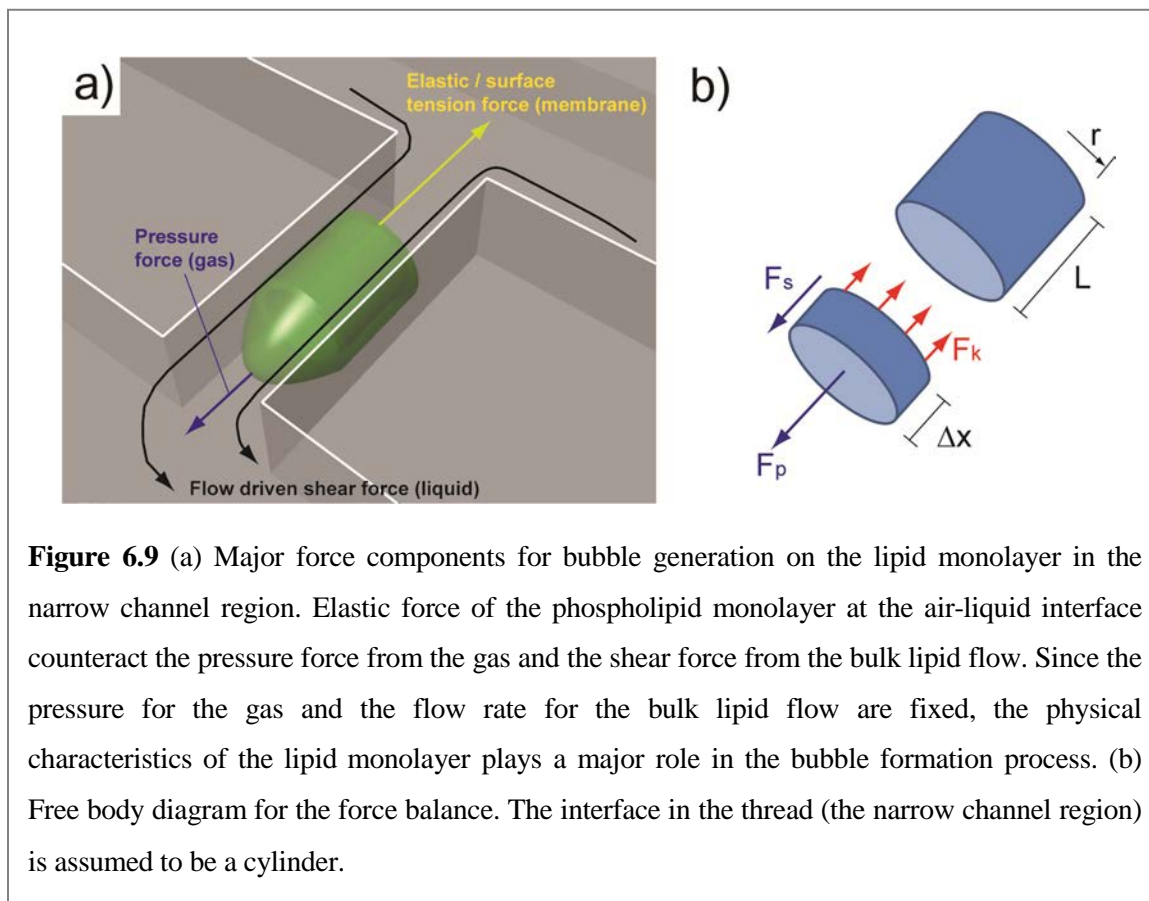 a)
Elastic / surface
tension force (membrane)
Pressure
force (gas)
Flow driven shear force (liquid)
b)
r
L
Fs
Fk
Δx
Fp
Figure 6.9 (a) Major force components for bubble generation on the lipid monolayer in the
narrow channel region. Elastic force of the phospholipid monolayer at the air-liquid interface
counteract the pressure force from the gas and the shear force from the bulk lipid flow. Since the
pressure for the gas and the flow rate for the bulk lipid flow are fixed, the physical
characteristics of the lipid monolayer plays a major role in the bubble formation process. (b)
Free body diagram for the force balance. The interface in the thread (the narrow channel region)
is assumed to be a cylinder.